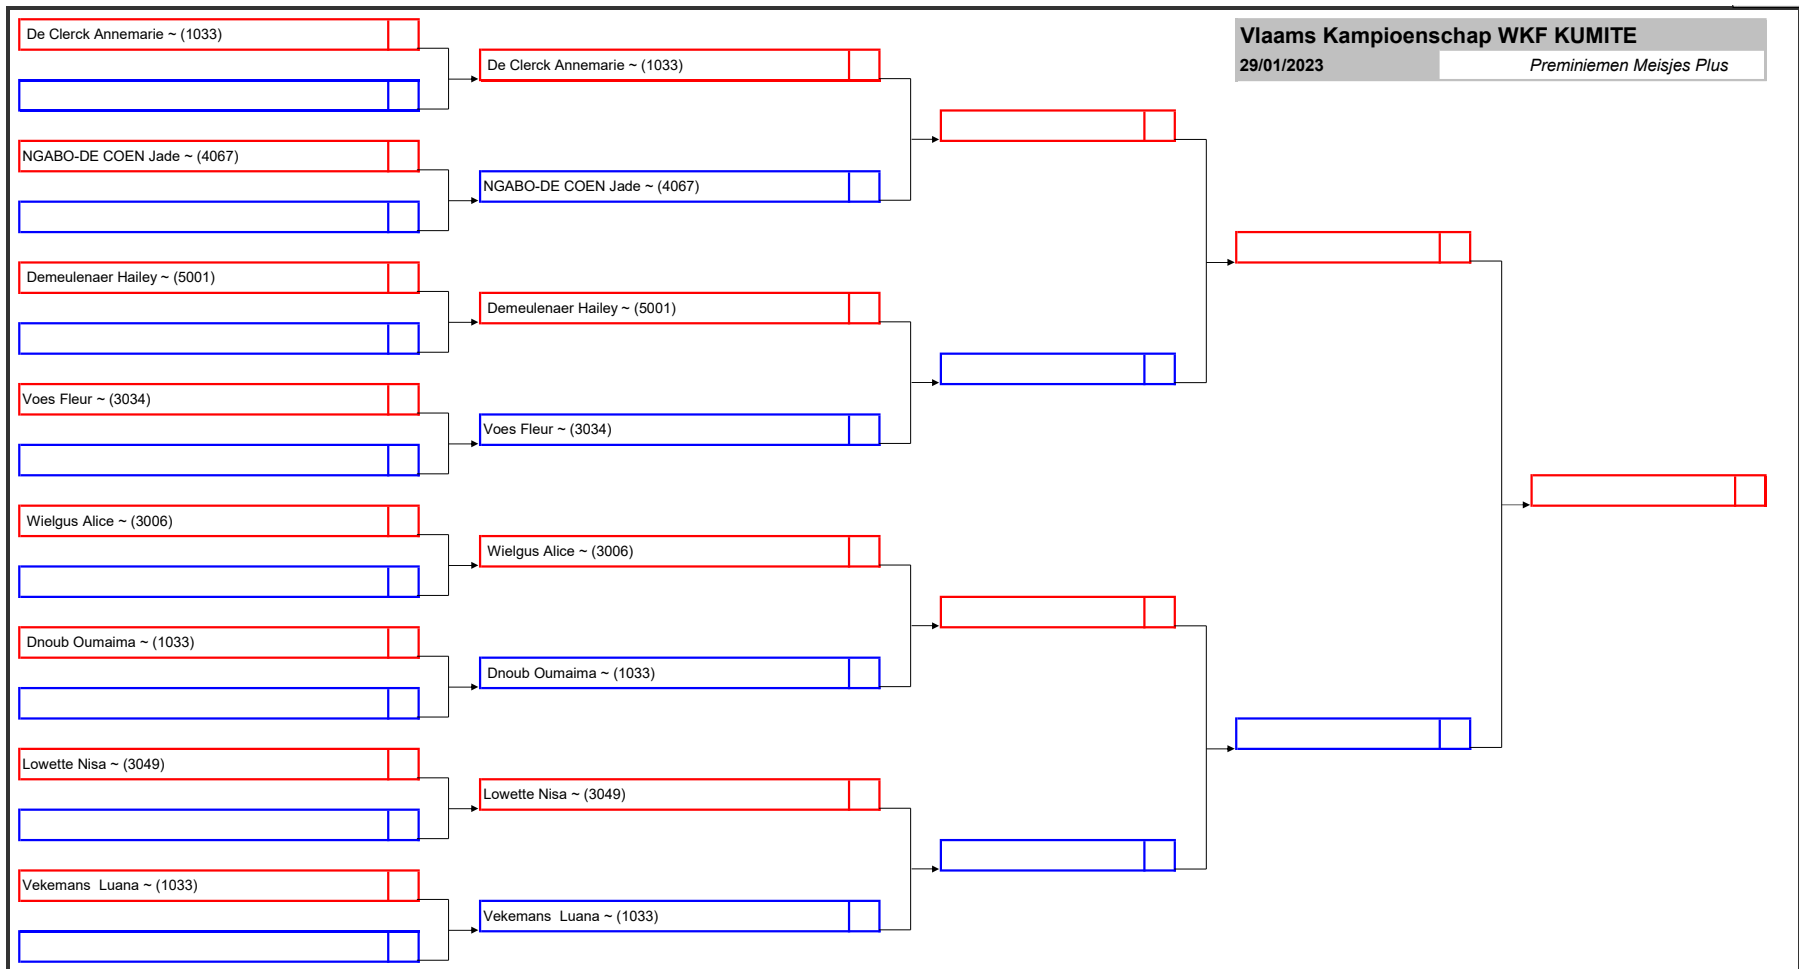 Vlaams Kampioenschap WKF KUMITE
29/01/2023 Preminiemen Meisjes Plus
De Clerck Annemarie ~ (1033)
NGABO-DE COEN Jade ~ (4067)
Demeulenaer Hailey ~ (5001)
Voes Fleur ~ (3034)
Wielgus Alice ~ (3006)
Dnoub Oumaima ~ (1033)
Lowette Nisa ~ (3049)
Vekemans  Luana ~ (1033)
De Clerck Annemarie ~ (1033)
NGABO-DE COEN Jade ~ (4067)
Demeulenaer Hailey ~ (5001)
Voes Fleur ~ (3034)
Wielgus Alice ~ (3006)
Dnoub Oumaima ~ (1033)
Lowette Nisa ~ (3049)
Vekemans  Luana ~ (1033)